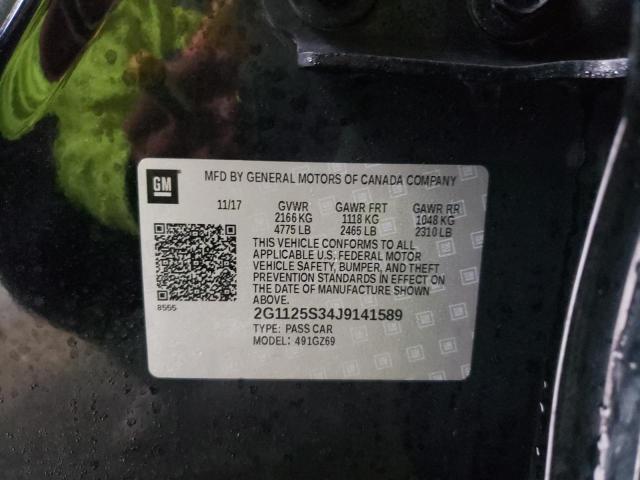 GM
MFD BY GENERAL MOTORS OF CANADA COMPANY
11/17 GVWR GAWR FRT GAWR RR
2166 KG 1118 KG 1048 KG
4775 LB 2465 LB 2310 LB
THIS VEHICLE CONFORMS TO ALL
APPLICABLE U.S. FEDERAL MOTOR
VEHICLE SAFETY, BUMPER, AND THEFT
PREVENTION STANDARDS IN EFFECT ON
THE DATE OF MANUFACTURE SHOWN
ABOVE.
8555
2G1125S34J9141589
TYPE: PASS CAR
MODEL: 491GZ69